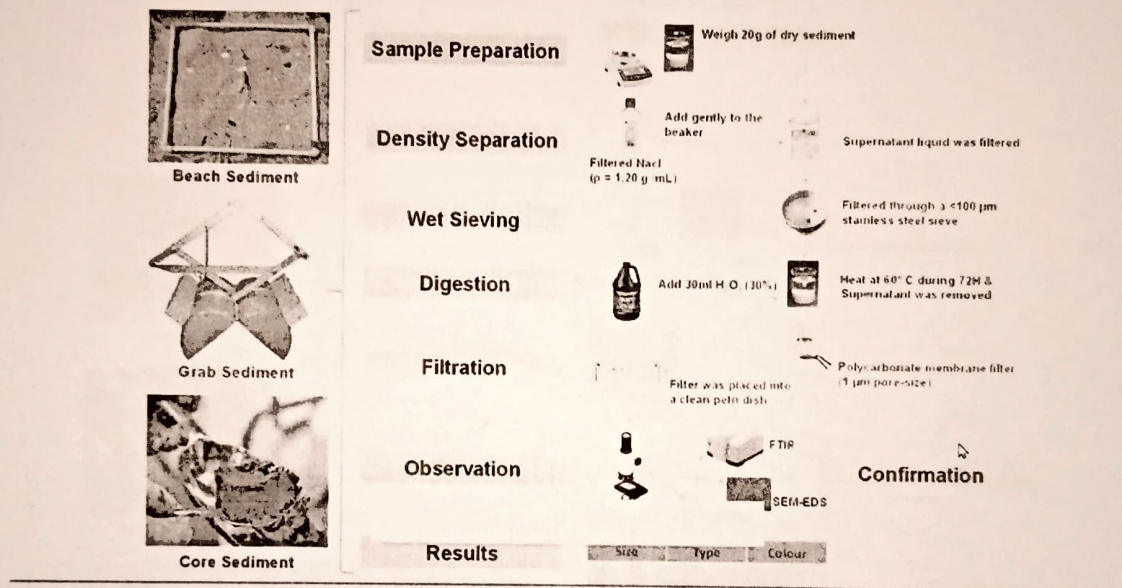 Beach Sediment
Grab Sediment
Core Sediment
Sample Preparation
Weigh 20g of dry sediment
Density Separation
Filtered Nacl
(ρ = 1.20 g mL)
Add gently to the
beaker
Supernatant liquid was filtered
Wet Sieving
Filtered through a <100 µm
stainless steel sieve
Digestion
Add 30ml H O (30%)
Heat at 60° C during 72H &
Supernatant was removed
Filtration
Filter was placed into
a clean petri dish
Polycarbonate membrane filter
(1 µm pore-size)
Observation
FTIR
SEM-EDS
Confirmation
Results
Size
Type
Colour